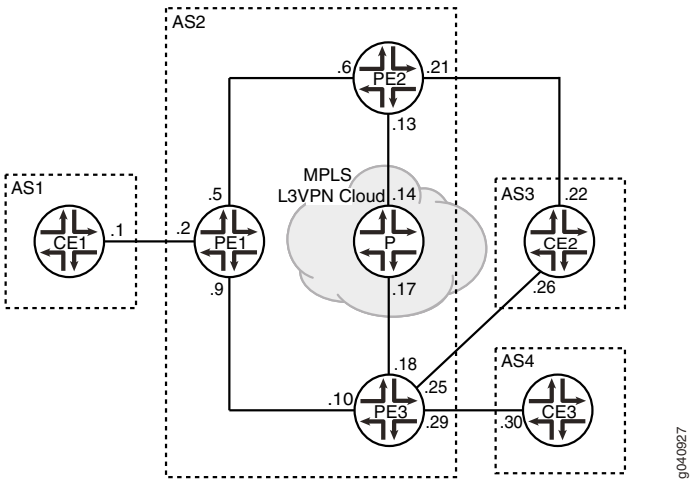 AS2
.6
PE2
.21
.13
MPLS
L3VPN Cloud
.14
AS1
CE1
.1
.2
.5
PE1
.9
P
.17
AS3
.22
CE2
.26
.18
.25
.10
PE3
.29
AS4
.30
CE3
g040927